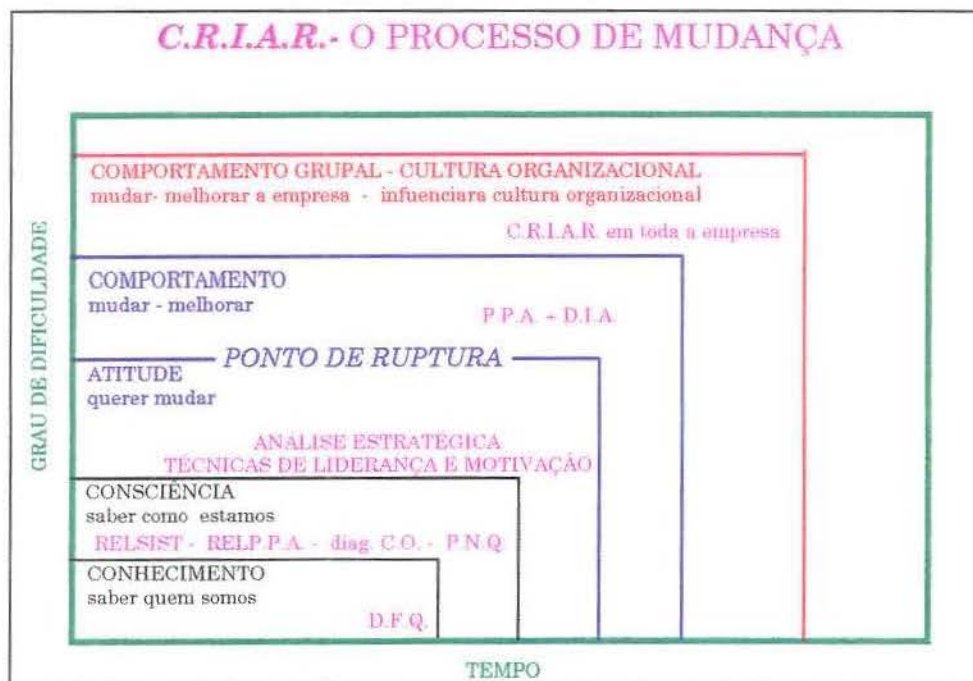 C.R.I.A.R.- O PROCESSO DE MUDANÇA
GRAU DE DIFICULDADE
COMPORTAMENTO GRUPAL - CULTURA ORGANIZACIONAL
mudar- melhorar a empresa - infuenciara cultura organizacional
C.R.I.A.R. em toda a empresa
COMPORTAMENTO
mudar - melhorar
P.P.A. + D.I.A.
PONTO DE RUPTURA
ATITUDE
querer mudar
ANÁLISE ESTRATÉGICA
TÉCNICAS DE LIDERANÇA E MOTIVAÇÃO
CONSCIÊNCIA
saber como estamos
RELSIST - RELP.P.A. - diag. C.O. - P.N.Q
CONHECIMENTO
saber quem somos
D.F.Q.
TEMPO